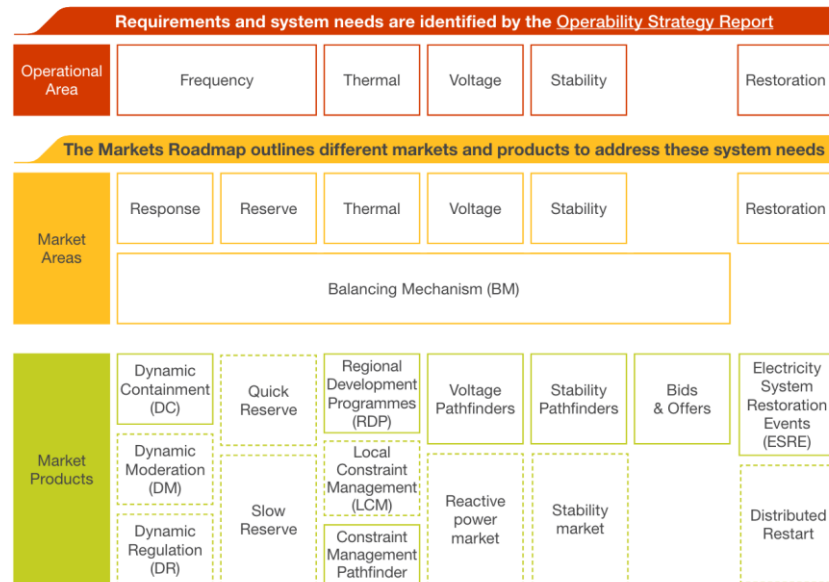 Requirements and system needs are identified by the Operability Strategy Report
Operational
Area
Frequency
Thermal
Voltage
Stability
Restoration
The Markets Roadmap outlines different markets and products to address these system needs
Market
Areas
Response
Reserve
Thermal
Voltage
Stability
Restoration
Balancing Mechanism (BM)
Market
Products
Dynamic
Containment
(DC)
Dynamic
Moderation
(DM)
Dynamic
Regulation
(DR)
Quick
Reserve
Slow
Reserve
Regional
Development
Programmes
(RDP)
Local
Constraint
Management
(LCM)
Constraint
Management
Pathfinder
Voltage
Pathfinders
Reactive
power
market
Stability
Pathfinders
Stability
market
Bids
& Offers
Electricity
System
Restoration
Events
(ESRE)
Distributed
Restart